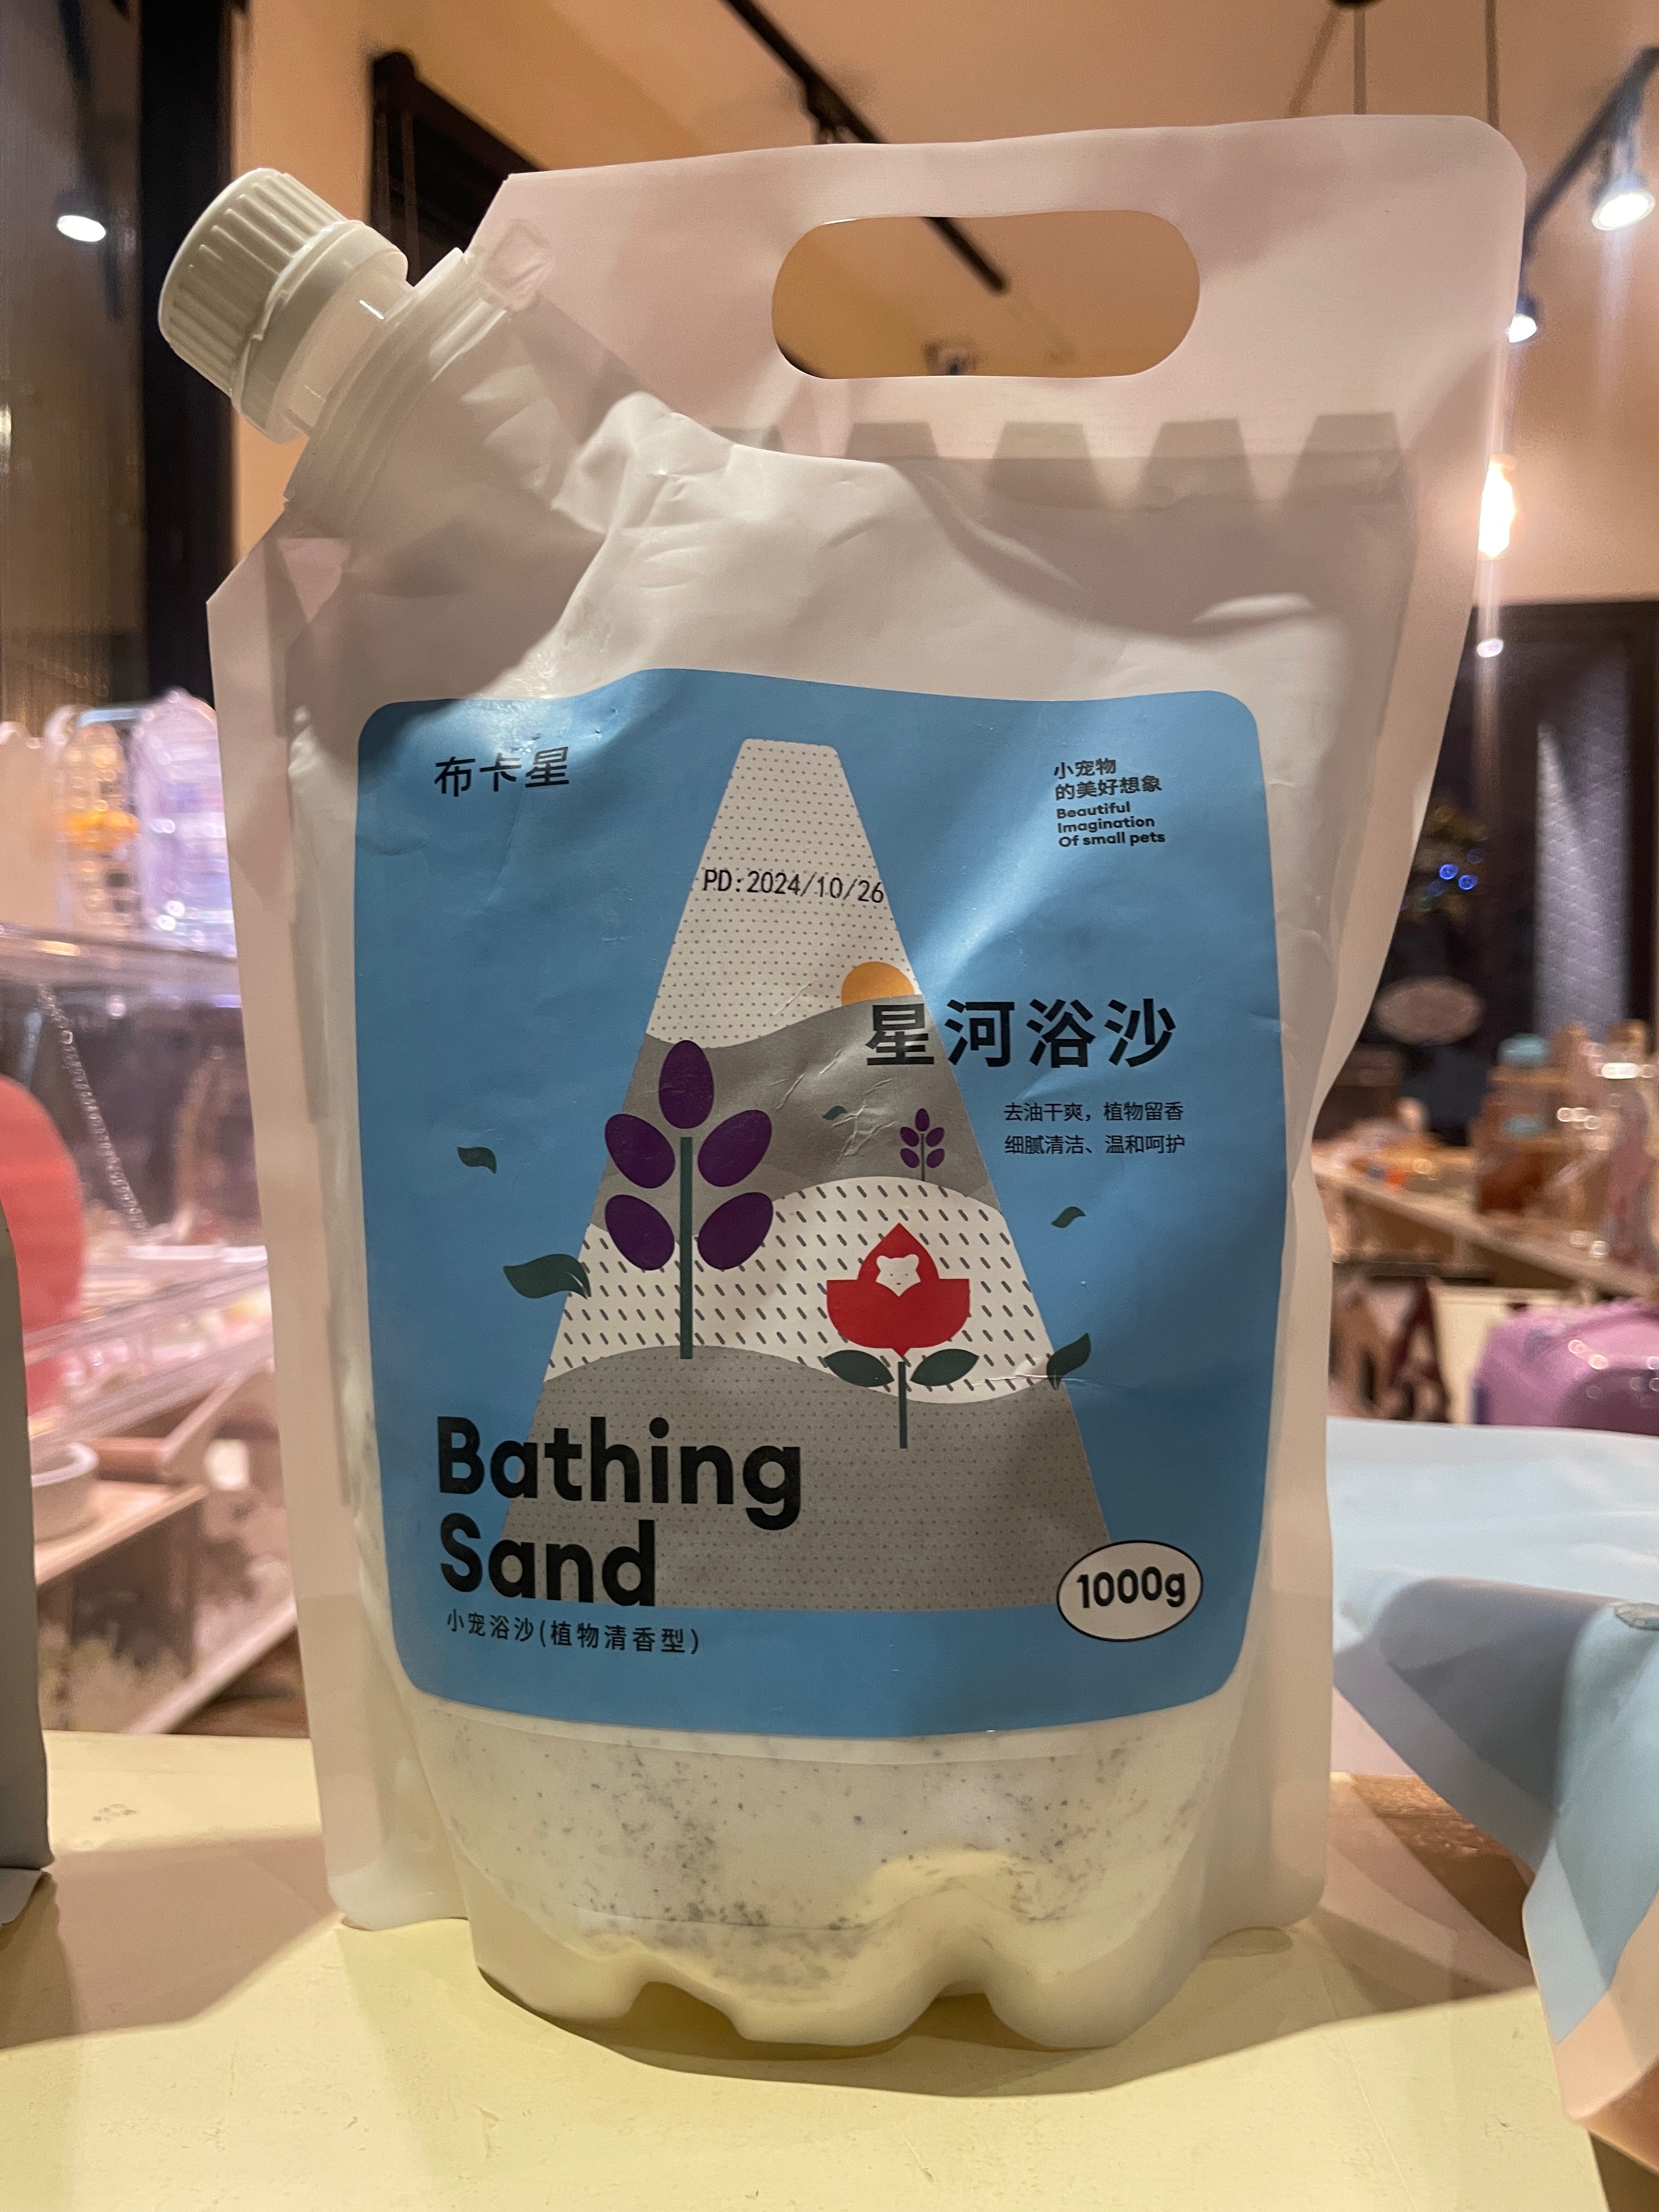 布卡星
小宠物
的美好想象
Beautiful
Imagination
Of small pets
PD:2024/10/26
星河浴沙
去油干爽，植物留香
细腻清洁、温和呵护
Bathing
Sand
小宠浴沙(植物清香型)
1000g